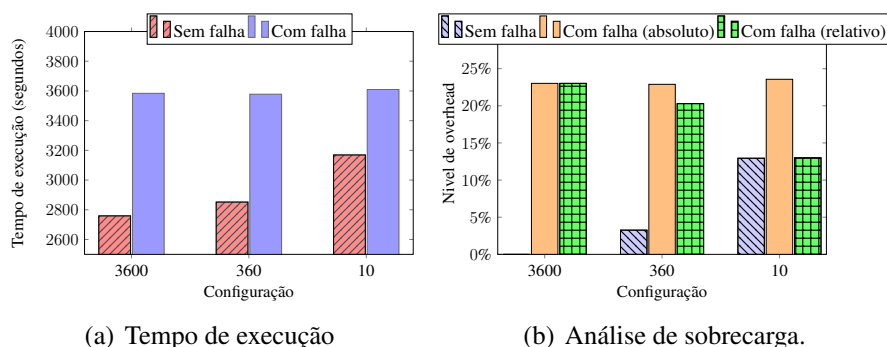 Sem falha Com falha
Tempo de execução (segundos)
4000
3800
3600
3400
3200
3000
2800
2600
3600 360 10
Configuração
(a) Tempo de execução
Sem falha Com falha (absoluto) Com falha (relativo)
Nivel de overhead
25%
20%
15%
10%
5%
0%
3600 360 10
Configuração
(b) Análise de sobrecarga.